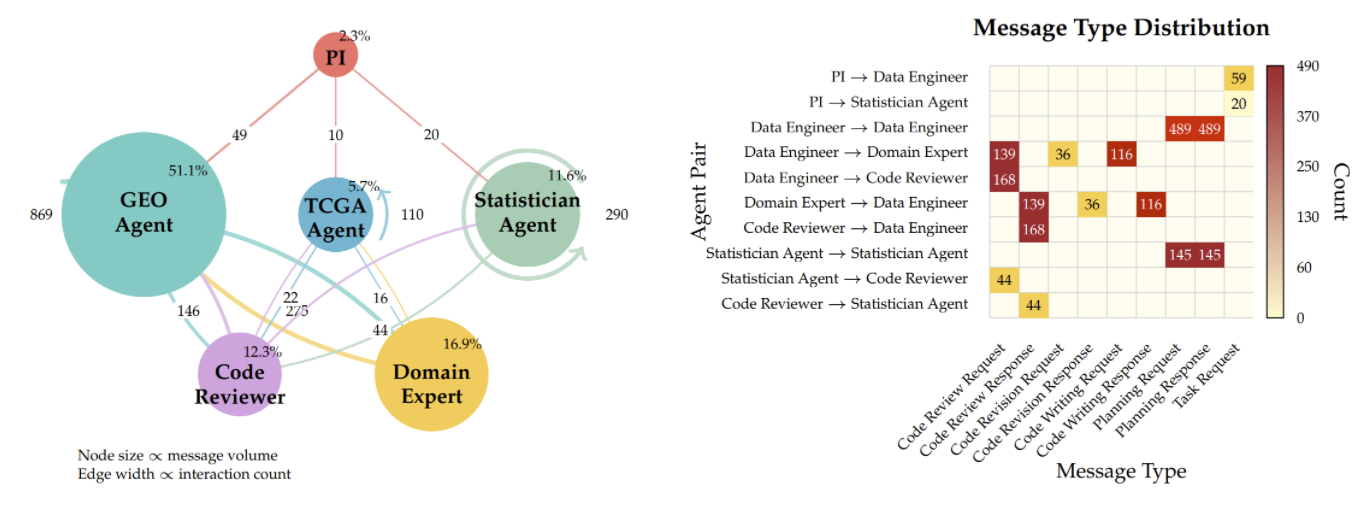 2.3%
PI
49
10
20
51.1%
GEO
Agent
869
5.7%
TCGA
Agent
110
11.6%
Statistician
Agent
290
146
22
275
16
44
12.3%
Code
Reviewer
16.9%
Domain
Expert
Node size ∝ message volume
Edge width ∝ interaction count
Message Type Distribution
Agent Pair
PI → Data Engineer
59
PI → Statistician Agent
20
Data Engineer → Data Engineer
489 489
Data Engineer → Domain Expert
139 36 116
Data Engineer → Code Reviewer
168
Domain Expert → Data Engineer
139 36 116
Code Reviewer → Data Engineer
168
Statistician Agent → Statistician Agent
145 145
Statistician Agent → Code Reviewer
44
Code Reviewer → Statistician Agent
44
Code Review Request
Code Review Response
Code Revision Request
Code Revision Response
Code Writing Request
Code Writing Response
Planning Request
Planning Response
Task Request
Message Type
490
370
250
130
60
0
Count